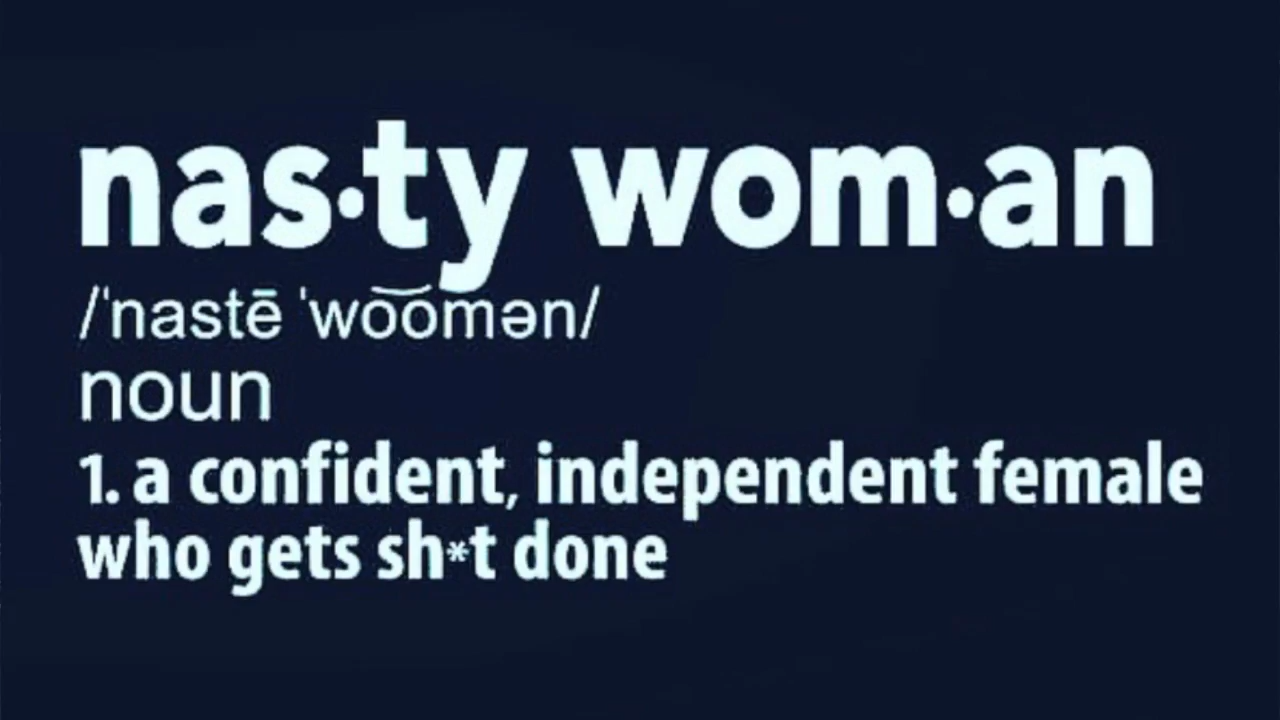 nas·ty wom·an
/ˈnastē ˈwo͝omən/
noun
1. a confident, independent female
who gets sh*t done